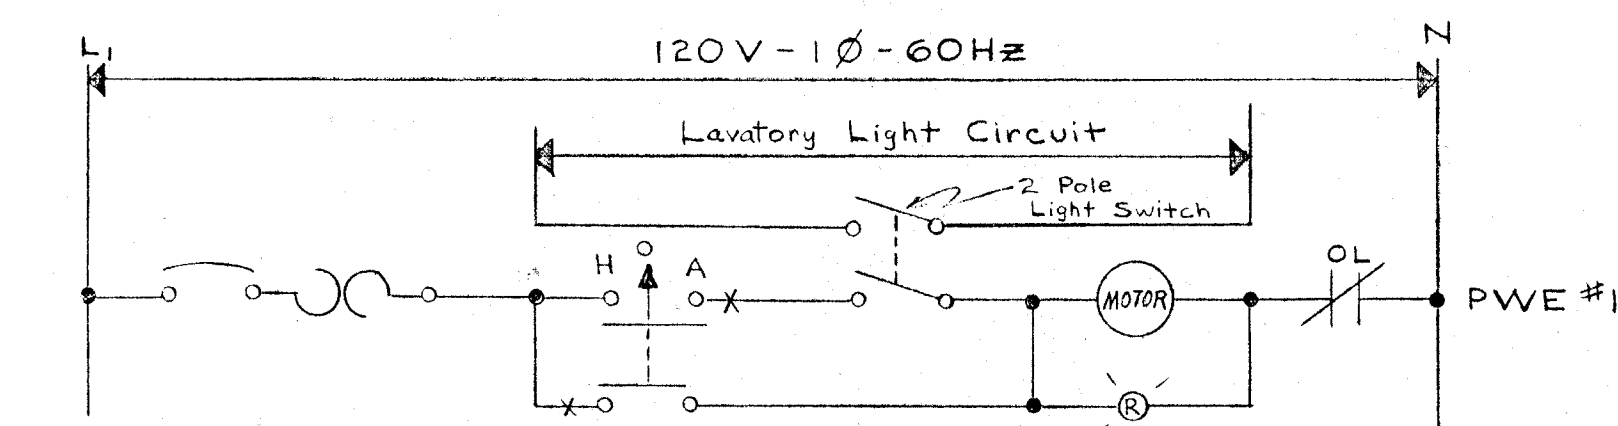 L1
120V-1Ø-60Hz
N
Lavatory Light Circuit
2 Pole
Light Switch
H O A
X
MOTOR
OL
PWE #1
X
R